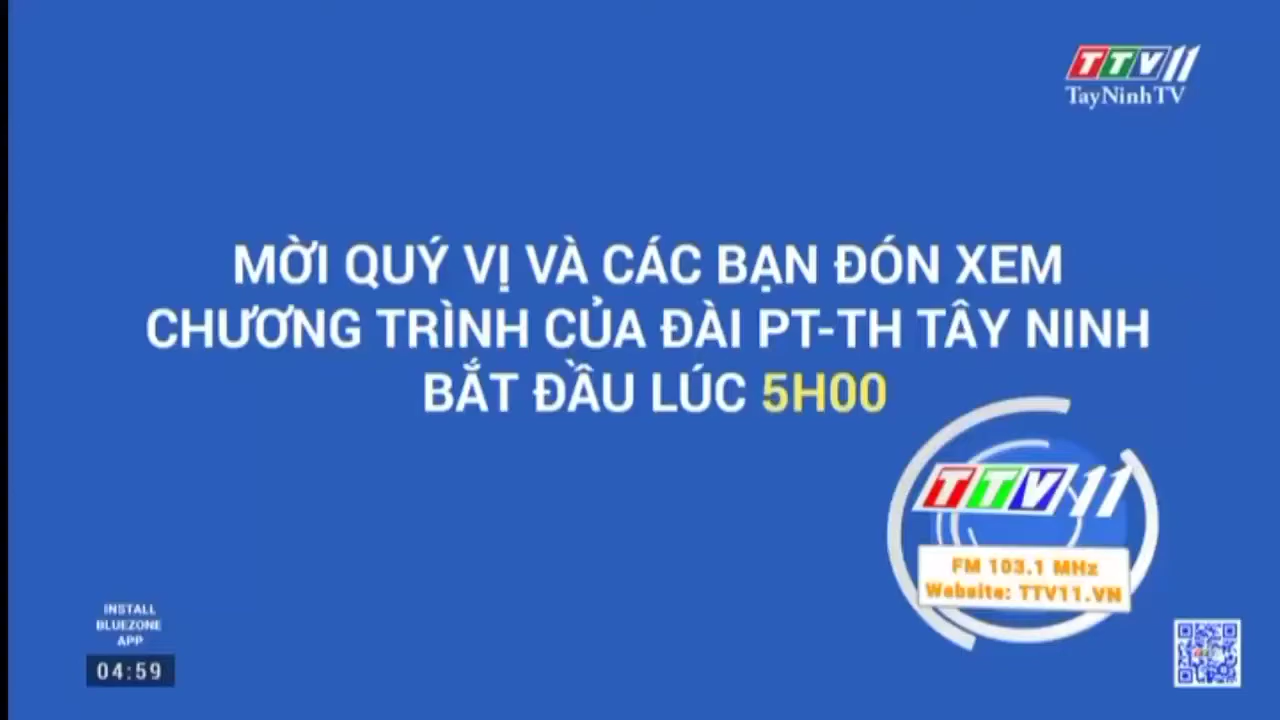 TTV11
TayNinhTV
MỜI QUÝ VỊ VÀ CÁC BẠN ĐÓN XEM
CHƯƠNG TRÌNH CỦA ĐÀI PT-TH TÂY NINH
BẮT ĐẦU LÚC 5H00
TTV11
FM 103.1 MHz
Website: TTV11.VN
INSTALL
BLUEZONE
APP
04:59